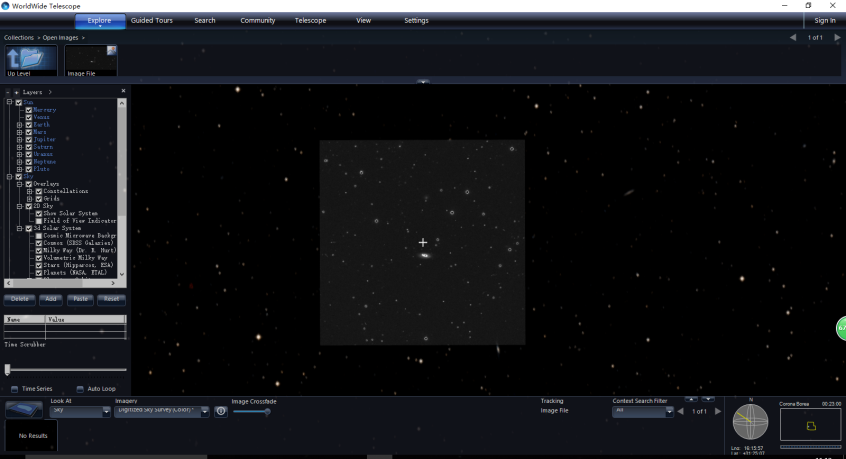 WorldWide Telescope
Explore Guided Tours Search Community Telescope View Settings Sign In
Collections > Open Images >
1 of 1
Up Level
Image File
Layers
Sun
Mercury
Venus
Earth
Mars
Jupiter
Saturn
Uranus
Neptune
Pluto
Sky
Overlays
Constellations
Grids
2D Sky
Show Solar System
Field of View Indicator
3d Solar System
Cosmic Microwave Backgr
Cosmos (SDSS Galaxies)
Milky Way (Dr. R. Hurt)
Volumetric Milky Way
Stars (Hipparcos, ESA)
Planets (NASA, ETAL)
Delete Add Paste Reset
Name Value
Time Scrubber
Time Series Auto Loop
Look At
Sky
Imagery
Digitized Sky Survey (Color) *
Image Crossfade
Tracking
Image File
Context Search Filter
All
1 of 1
No Results
N
Corona Borea 00:23:00
Lng: 16:15:57